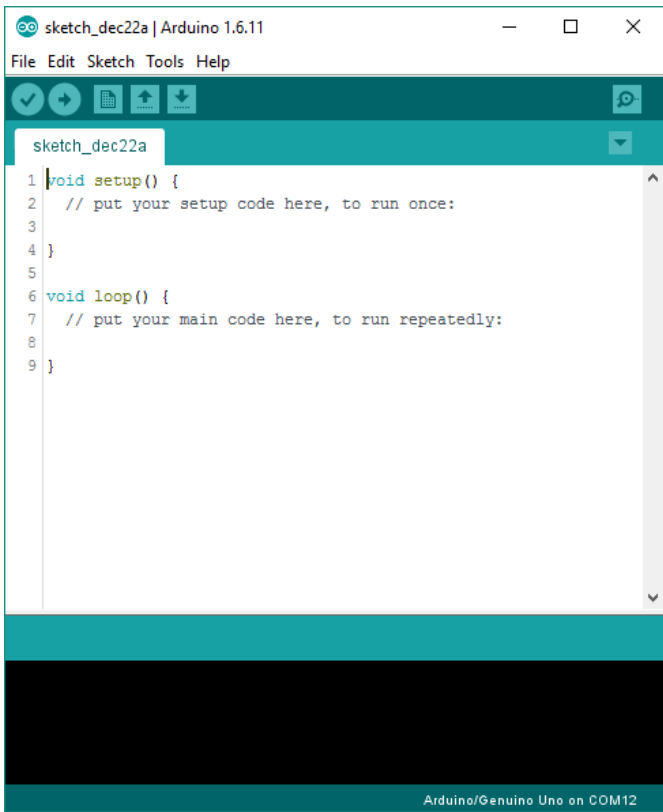 sketch_dec22a | Arduino 1.6.11
File Edit Sketch Tools Help
sketch_dec22a
1 void setup() {
2   // put your setup code here, to run once:
3
4 }
5
6 void loop() {
7   // put your main code here, to run repeatedly:
8
9 }
Arduino/Genuino Uno on COM12